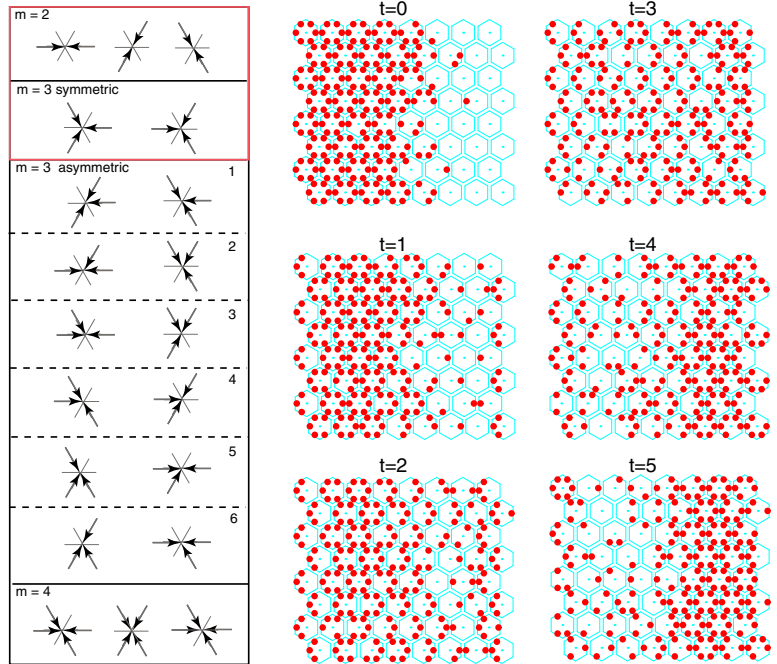 m = 2
m = 3 symmetric
m = 3 asymmetric
1
2
3
4
5
6
m = 4
t=0
t=3
t=1
t=4
t=2
t=5